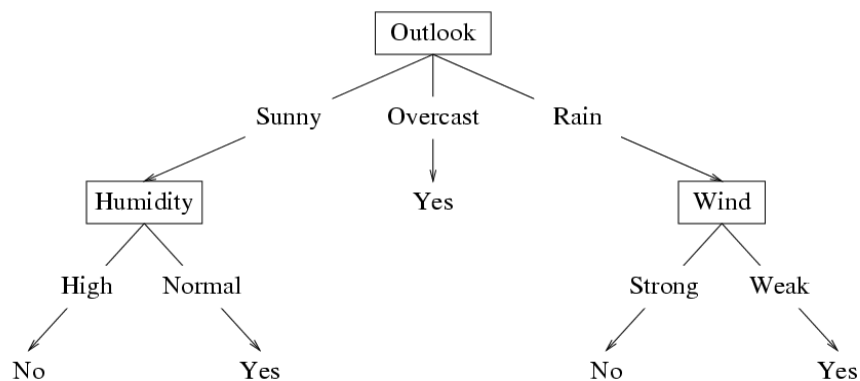 Outlook
Sunny Overcast Rain
Humidity Yes Wind
High Normal Strong Weak
No Yes No Yes